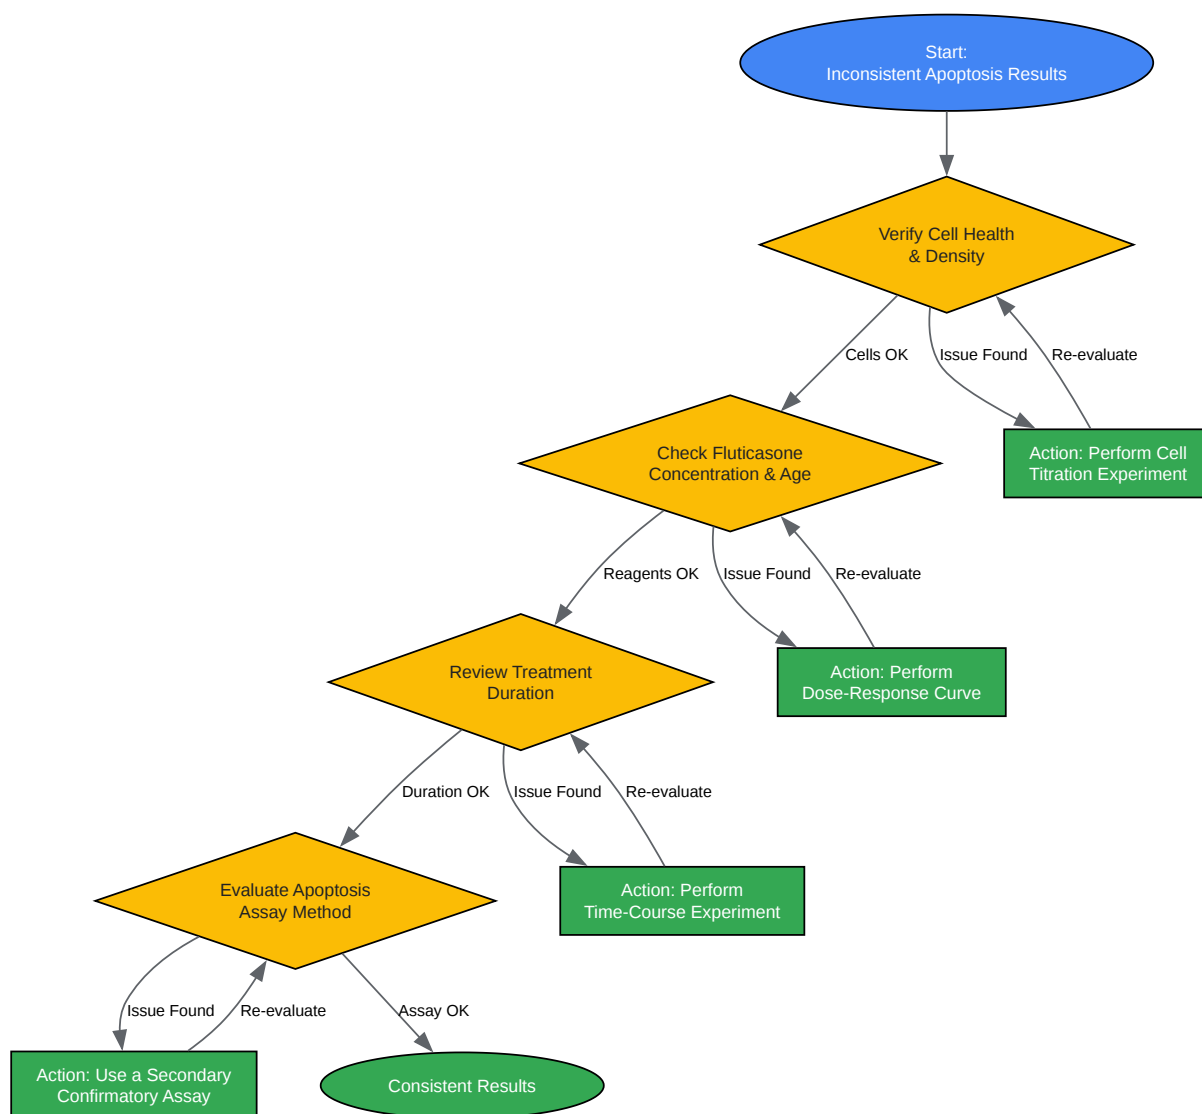 Start:
Inconsistent Apoptosis Results
Verify Cell Health
& Density
Cells OK
Issue Found
Re-evaluate
Check Fluticasone
Concentration & Age
Action: Perform Cell
Titration Experiment
Reagents OK
Issue Found
Re-evaluate
Review Treatment
Duration
Action: Perform
Dose-Response Curve
Duration OK
Issue Found
Re-evaluate
Evaluate Apoptosis
Assay Method
Action: Perform
Time-Course Experiment
Issue Found
Re-evaluate
Assay OK
Action: Use a Secondary
Confirmatory Assay
Consistent Results